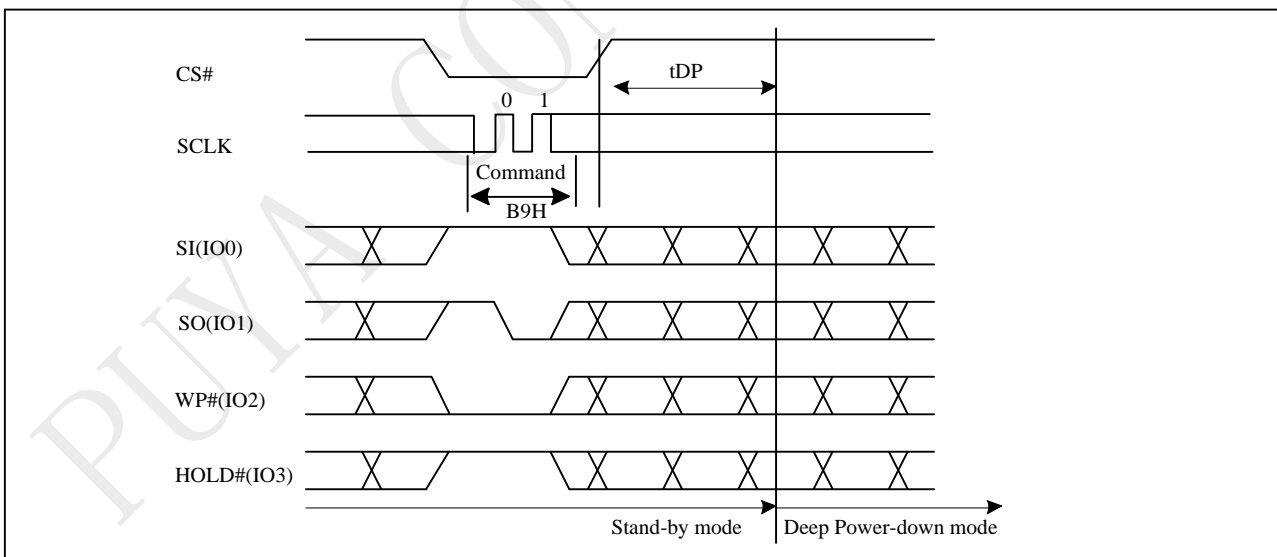 CS#
tDP
0 1
SCLK
Command
B9H
SI(IO0)
SO(IO1)
WP#(IO2)
HOLD#(IO3)
Stand-by mode Deep Power-down mode
PUYA CON